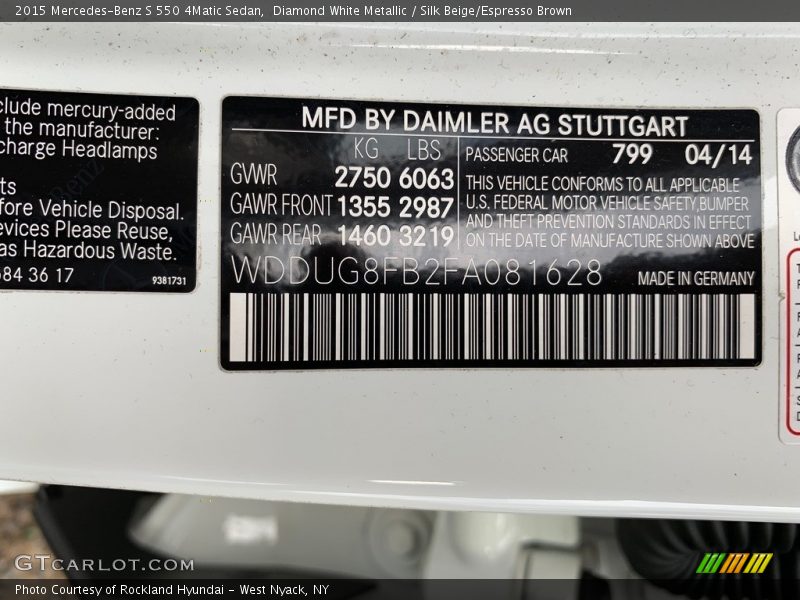 2015 Mercedes-Benz S 550 4Matic Sedan, Diamond White Metallic / Silk Beige/Espresso Brown
clude mercury-added
the manufacturer:
charge Headlamps
ts
fore Vehicle Disposal.
evices Please Reuse,
as Hazardous Waste.
684 36 17
9381731
MFD BY DAIMLER AG STUTTGART
KG LBS
GWR 2750 6063
GAWR FRONT 1355 2987
GAWR REAR 1460 3219
PASSENGER CAR 799 04/14
THIS VEHICLE CONFORMS TO ALL APPLICABLE
U.S. FEDERAL MOTOR VEHICLE SAFETY,BUMPER
AND THEFT PREVENTION STANDARDS IN EFFECT
ON THE DATE OF MANUFACTURE SHOWN ABOVE
WDDUG8FB2FA081628 MADE IN GERMANY
GTCARLOT.COM
Photo Courtesy of Rockland Hyundai - West Nyack, NY